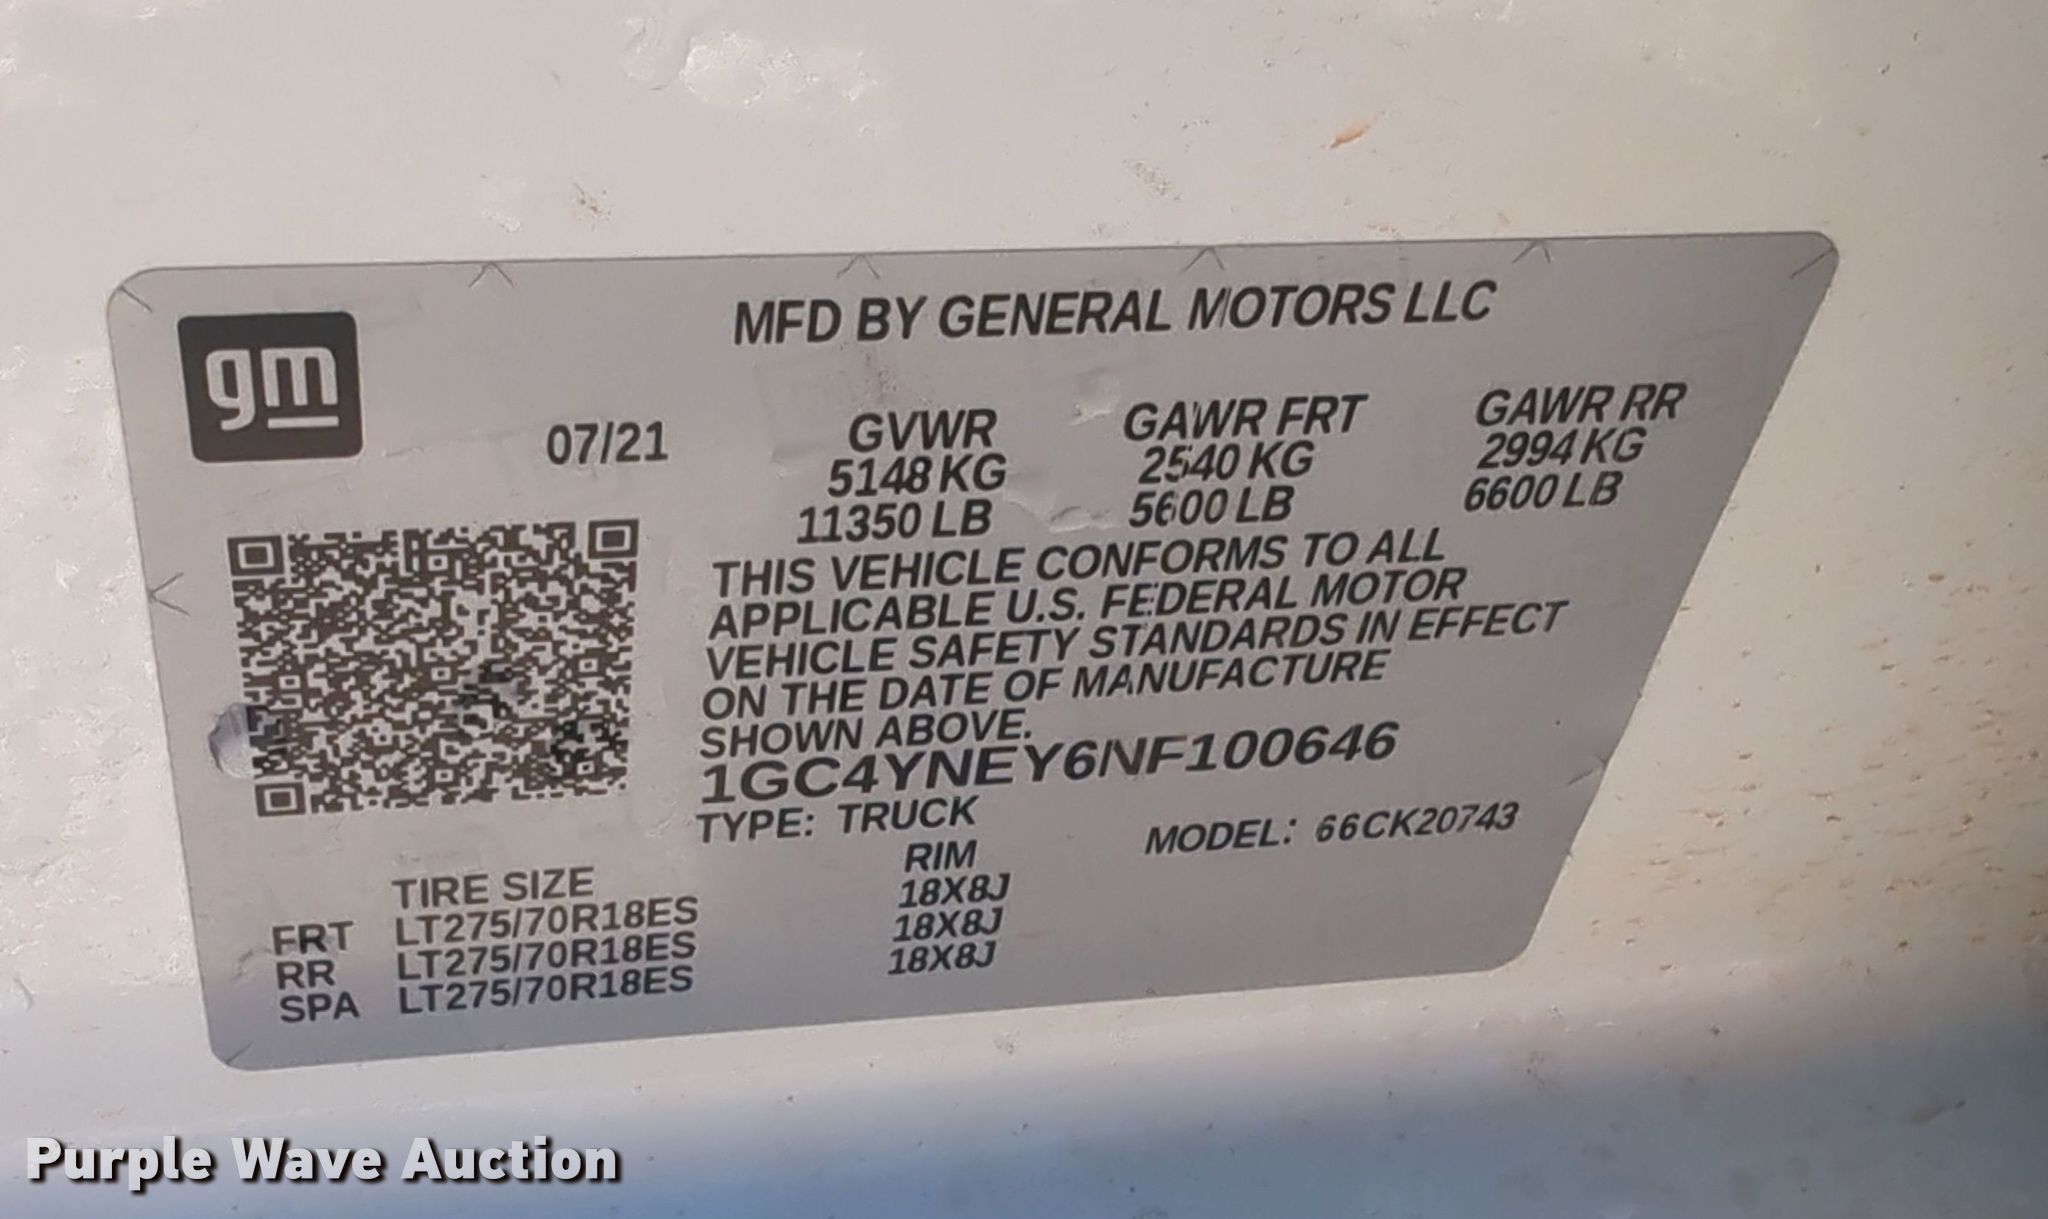 gm
MFD BY GENERAL MOTORS LLC
07/21
GVWR GAWR FRT GAWR RR
5148 KG 2540 KG 2994 KG
11350 LB 5600 LB 6600 LB
THIS VEHICLE CONFORMS TO ALL
APPLICABLE U.S. FEDERAL MOTOR
VEHICLE SAFETY STANDARDS IN EFFECT
ON THE DATE OF MANUFACTURE
SHOWN ABOVE.
1GC4YNEY6NF100646
TYPE: TRUCK MODEL: 66CK20743
TIRE SIZE RIM
FRT LT275/70R18ES 18X8J
RR LT275/70R18ES 18X8J
SPA LT275/70R18ES 18X8J
Purple Wave Auction